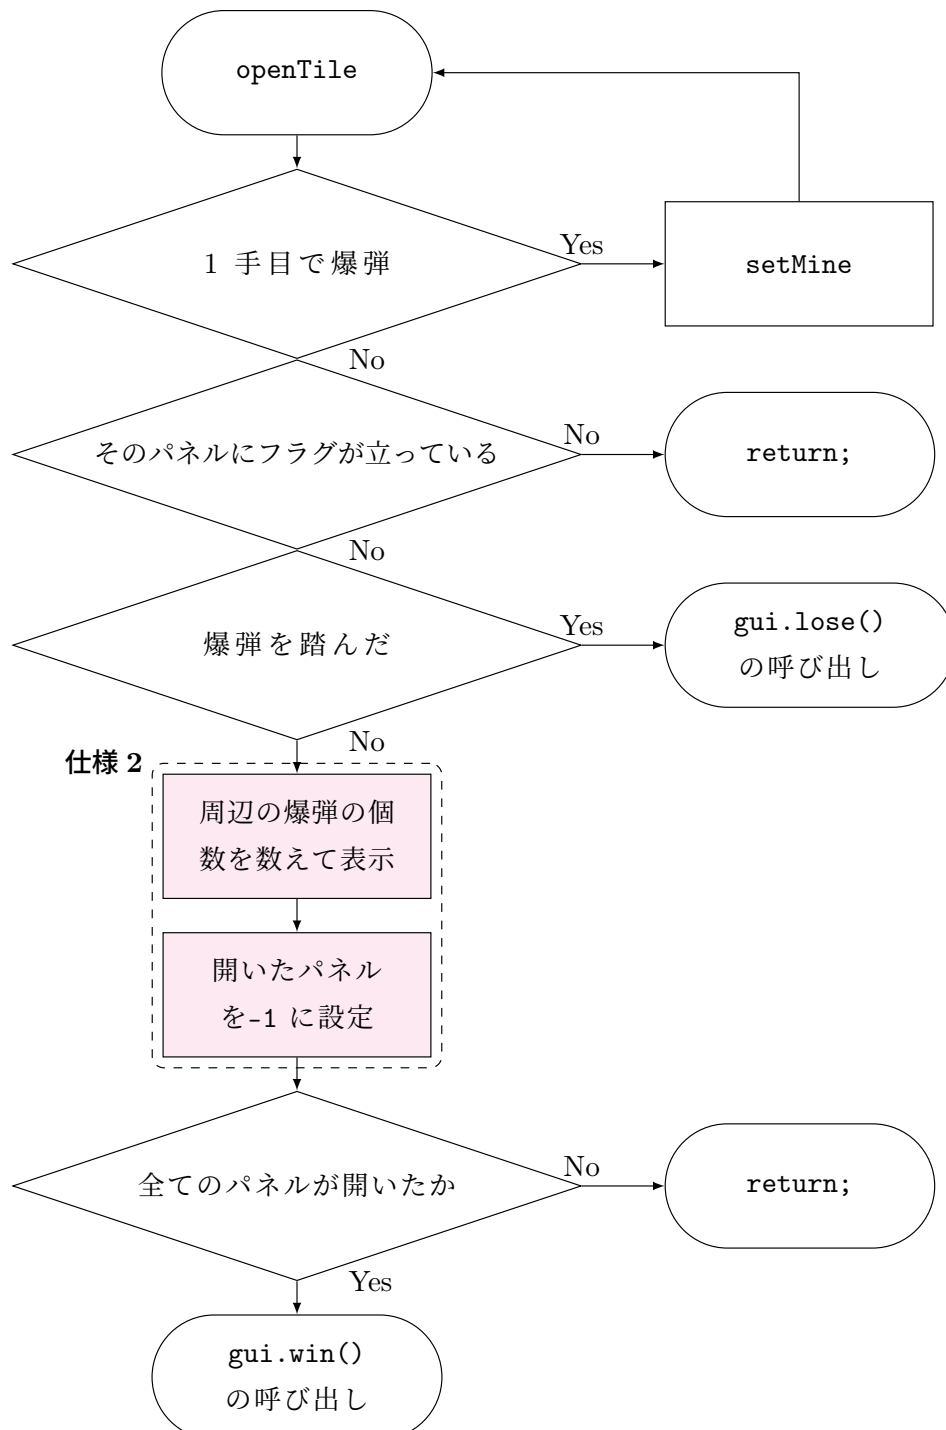 openTile
1 手目で爆弾
Yes
setMine
No
そのパネルにフラグが立っている
No
return;
No
爆弾を踏んだ
Yes
gui.lose()
の呼び出し
No
仕様 2
周辺の爆弾の個
数を数えて表示
開いたパネル
を-1 に設定
全てのパネルが開いたか
No
return;
Yes
gui.win()
の呼び出し